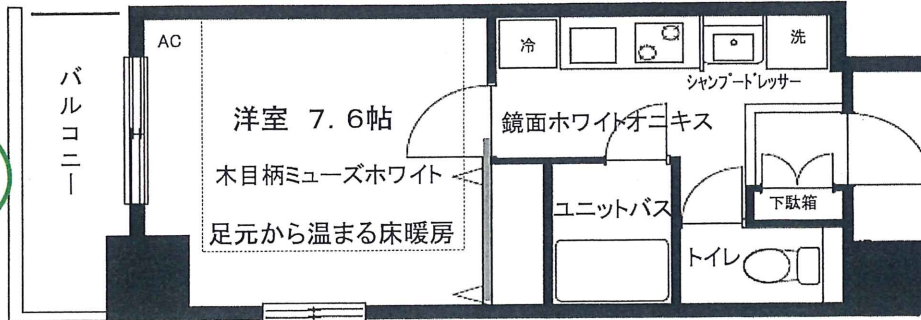 AC
バルコニー
洋室 7.6帖
木目柄ミューズホワイト
足元から温まる床暖房
冷
洗
シャンプードレッサー
鏡面ホワイトオニキス
ユニットバス
下駄箱
トイレ